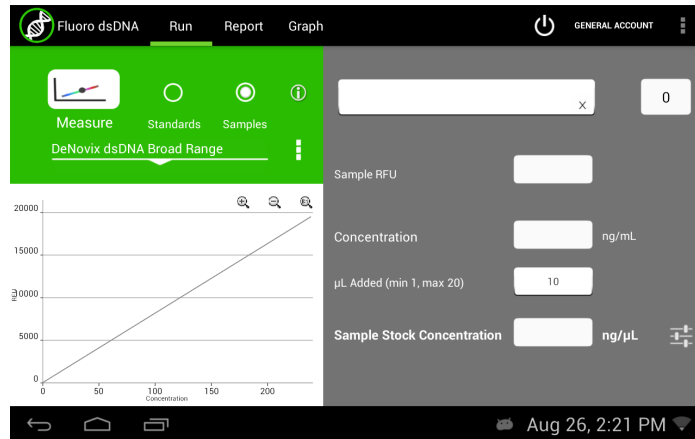 Fluoro dsDNA Run Report Graph GENERAL ACCOUNT
Measure Standards Samples
DeNovix dsDNA Broad Range
x 0
Sample RFU
Concentration ng/mL
µL Added (min 1, max 20) 10
Sample Stock Concentration ng/µL
20000
15000
10000
5000
0
RFU
0 50 100 150 200
Concentration
Aug 26, 2:21 PM